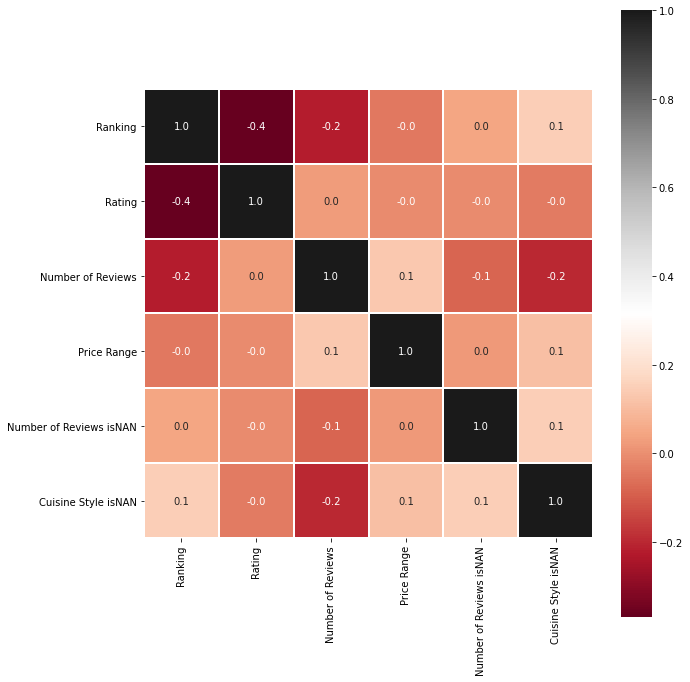 1.0
Ranking 1.0 -0.4 -0.2 -0.0 0.0 0.1
0.8
Rating -0.4 1.0 0.0 -0.0 -0.0 -0.0
0.6
Number of Reviews -0.2 0.0 1.0 0.1 -0.1 -0.2
0.4
Price Range -0.0 -0.0 0.1 1.0 0.0 0.1
0.2
Number of Reviews isNAN 0.0 -0.0 -0.1 0.0 1.0 0.1
0.0
Cuisine Style isNAN 0.1 -0.0 -0.2 0.1 0.1 1.0
-0.2
Ranking
Rating
Number of Reviews
Price Range
Number of Reviews isNAN
Cuisine Style isNAN